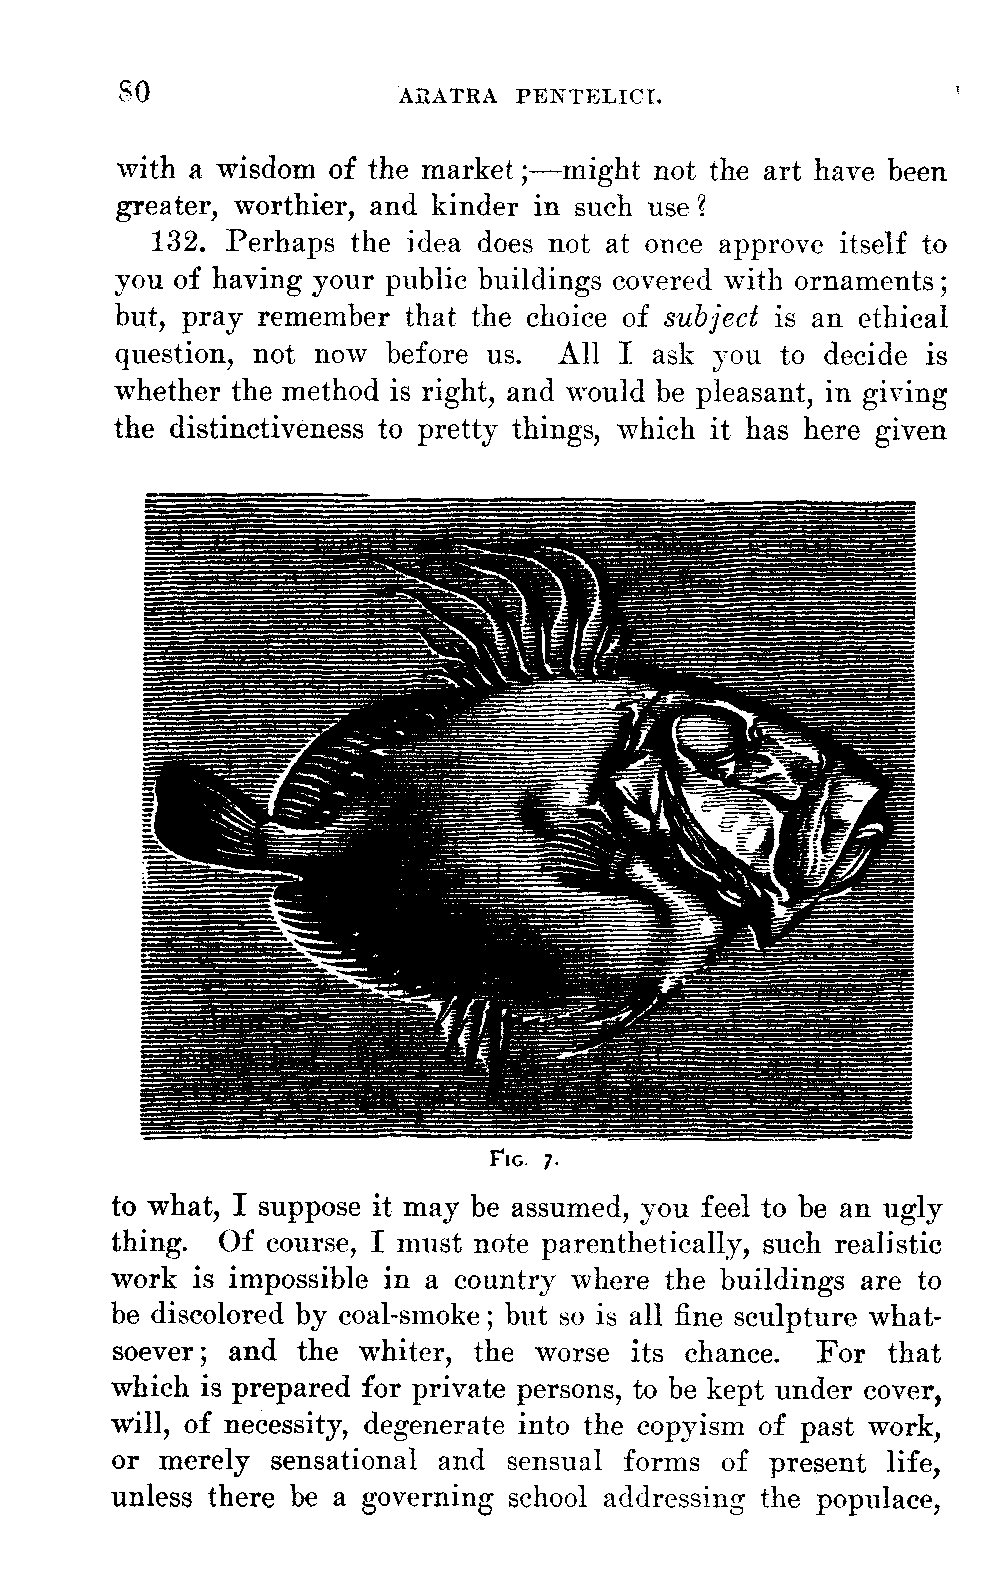 80 ARATRA PENTELICI.
with a wisdom of the market;—might not the art have been
greater, worthier, and kinder in such use?
132. Perhaps the idea does not at once approve itself to
you of having your public buildings covered with ornaments;
but, pray remember that the choice of subject is an ethical
question, not now before us. All I ask you to decide is
whether the method is right, and would be pleasant, in giving
the distinctiveness to pretty things, which it has here given
FIG. 7.
to what, I suppose it may be assumed, you feel to be an ugly
thing. Of course, I must note parenthetically, such realistic
work is impossible in a country where the buildings are to
be discolored by coal-smoke; but so is all fine sculpture what-
soever; and the whiter, the worse its chance. For that
which is prepared for private persons, to be kept under cover,
will, of necessity, degenerate into the copyism of past work,
or merely sensational and sensual forms of present life,
unless there be a governing school addressing the populace,